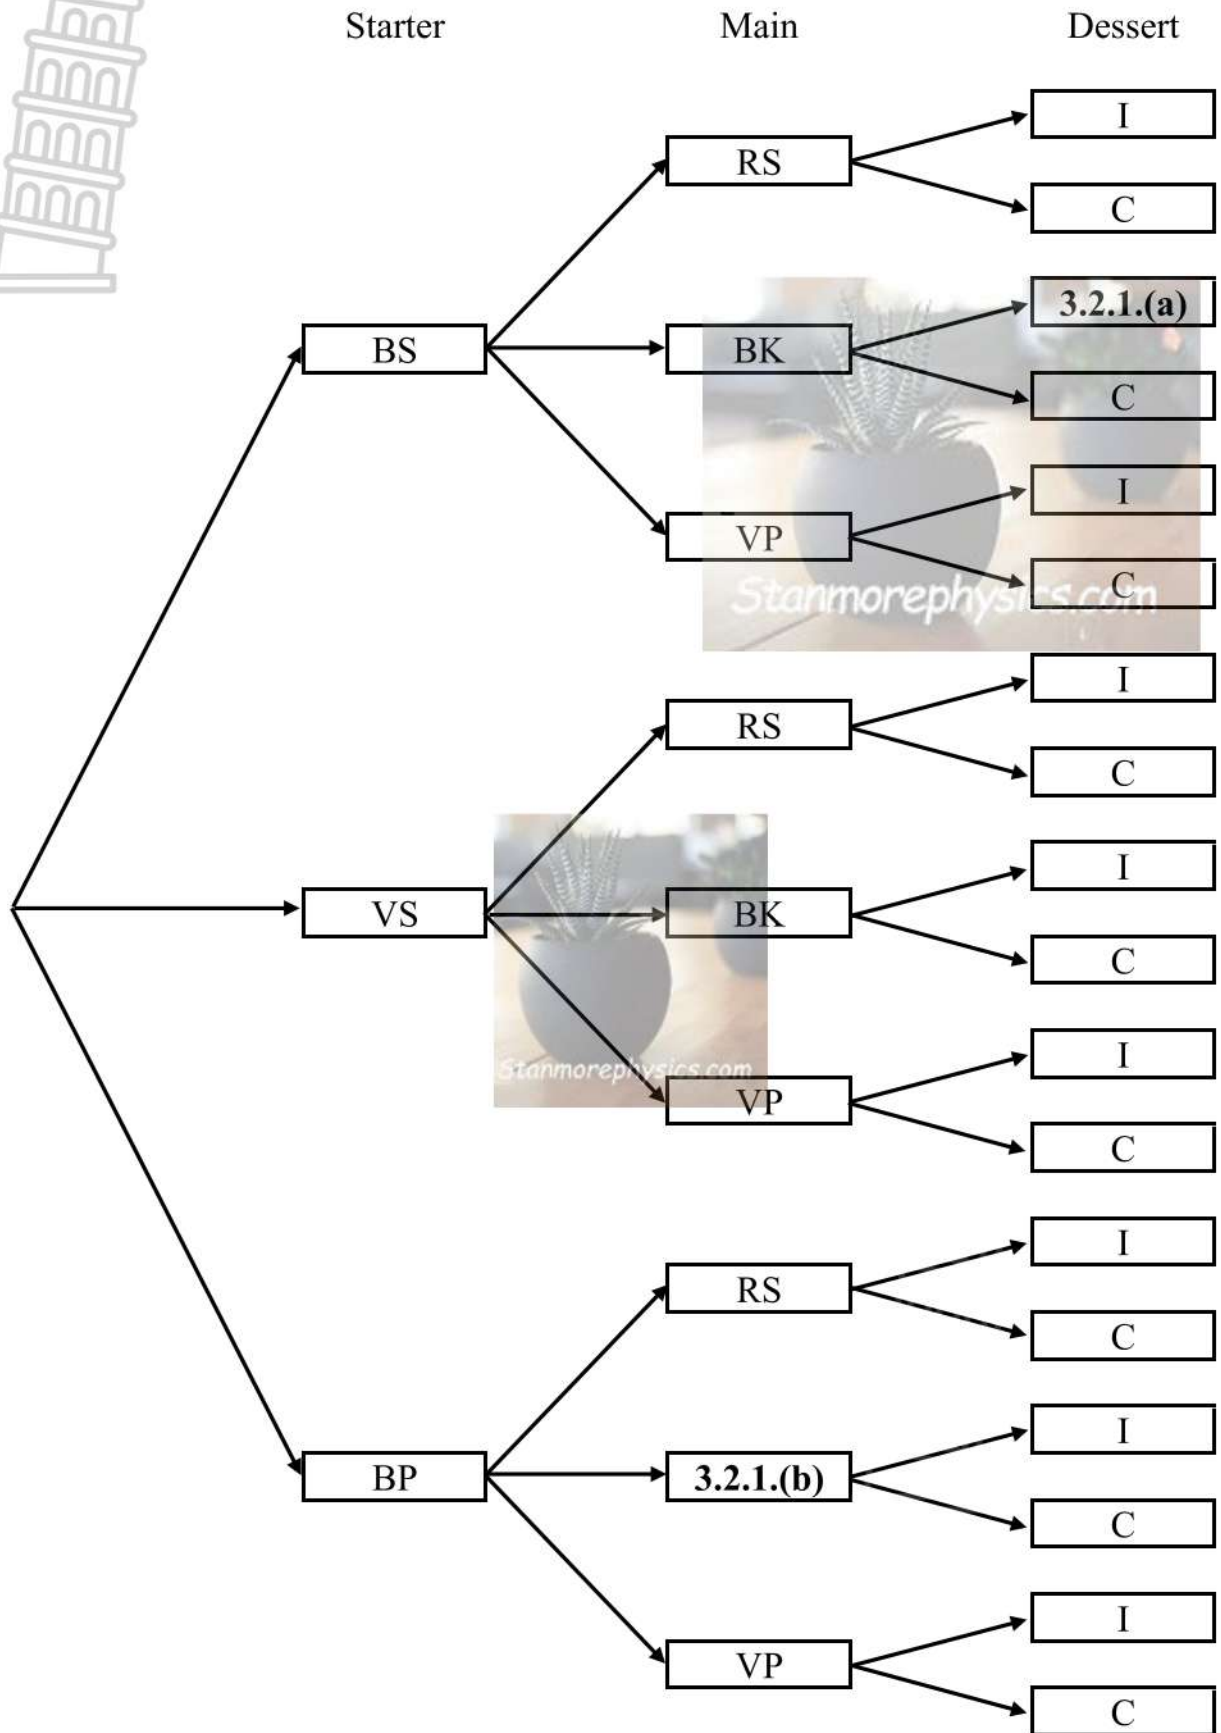 Starter Main Dessert
I
RS
C
3.2.1.(a)
BS BK
C
I
VP
C
Stanmorephysics.com
I
RS
C
I
VS BK
C
I
Stanmorephysics.com
VP
C
I
RS
C
I
BP 3.2.1.(b)
C
I
VP
C